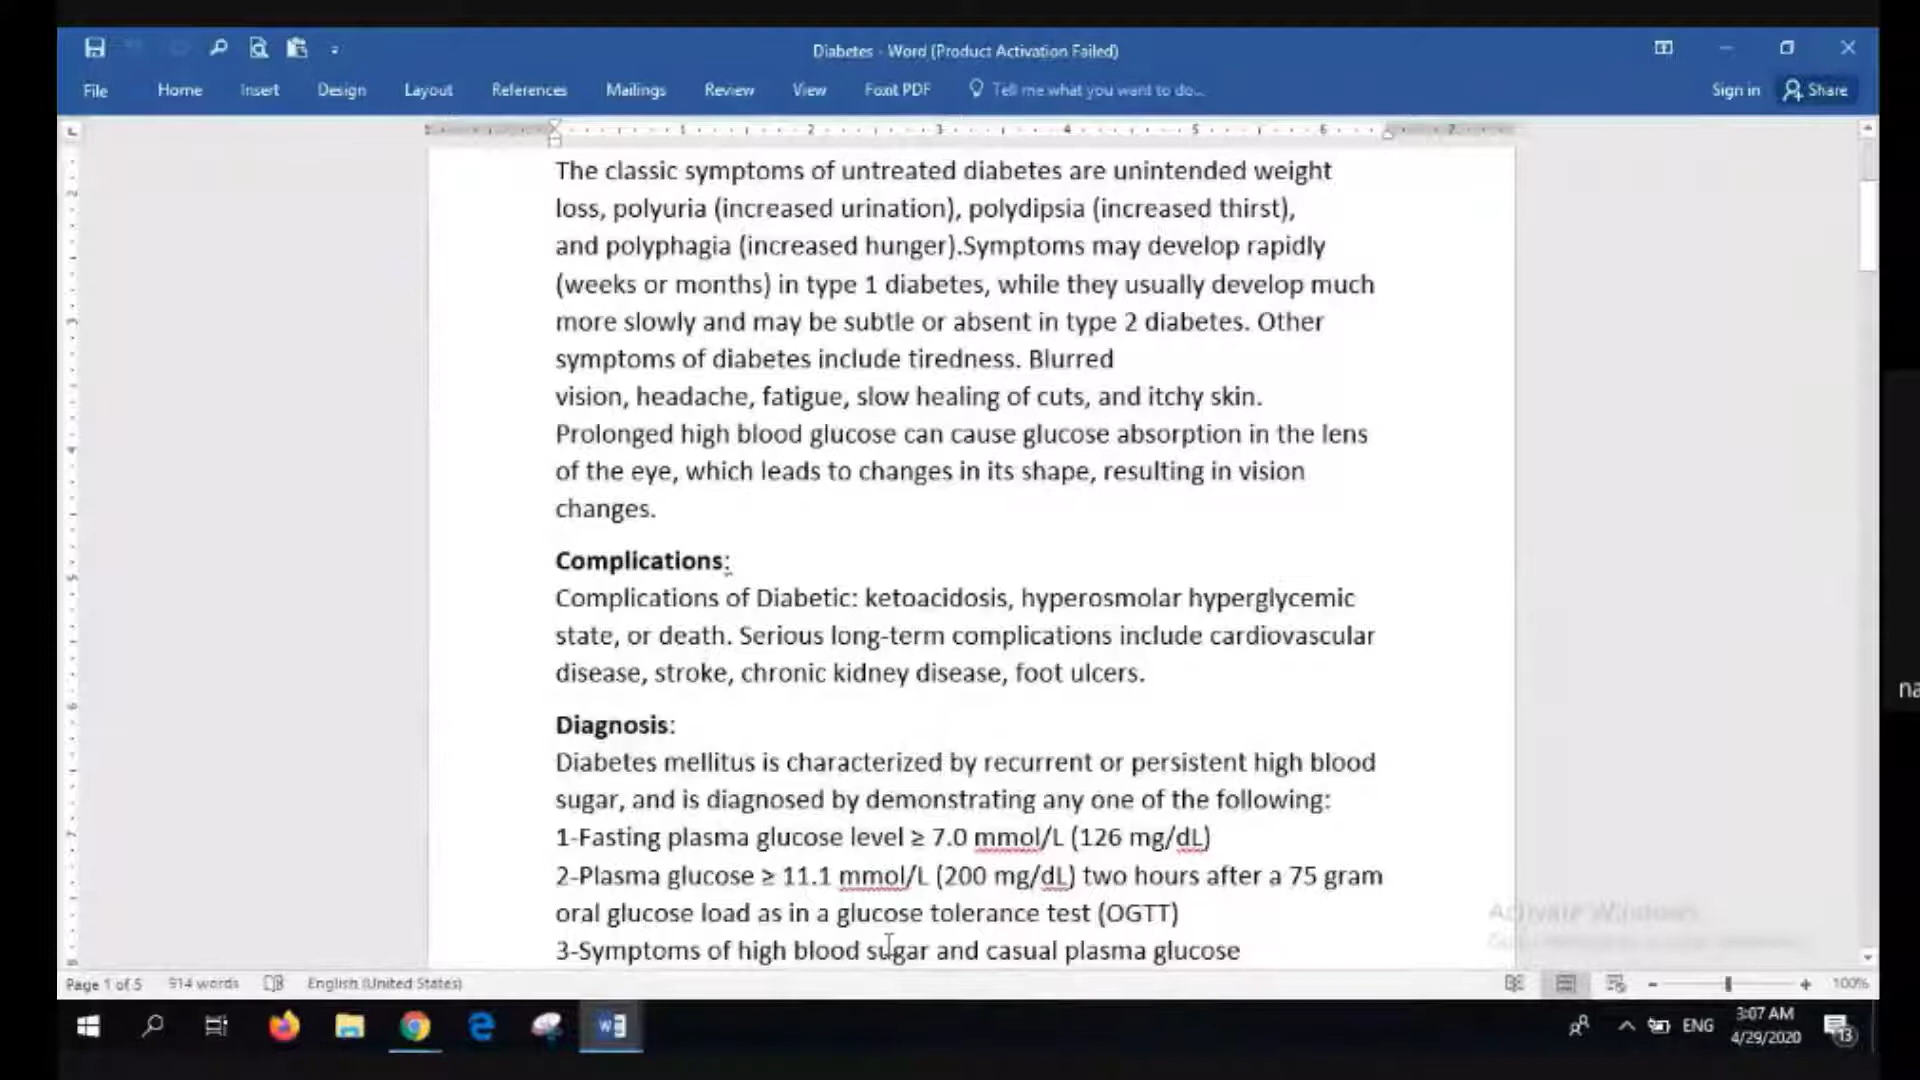 Diabetes - Word (Product Activation Failed)
File Home Insert Design Layout References Mailings Review View Foxit PDF Tell me what you want to do... Sign in Share
The classic symptoms of untreated diabetes are unintended weight
loss, polyuria (increased urination), polydipsia (increased thirst),
and polyphagia (increased hunger).Symptoms may develop rapidly
(weeks or months) in type 1 diabetes, while they usually develop much
more slowly and may be subtle or absent in type 2 diabetes. Other
symptoms of diabetes include tiredness. Blurred
vision, headache, fatigue, slow healing of cuts, and itchy skin.
Prolonged high blood glucose can cause glucose absorption in the lens
of the eye, which leads to changes in its shape, resulting in vision
changes.
Complications:
Complications of Diabetic: ketoacidosis, hyperosmolar hyperglycemic
state, or death. Serious long-term complications include cardiovascular
disease, stroke, chronic kidney disease, foot ulcers.
na
Diagnosis:
Diabetes mellitus is characterized by recurrent or persistent high blood
sugar, and is diagnosed by demonstrating any one of the following:
1-Fasting plasma glucose level ≥ 7.0 mmol/L (126 mg/dL)
2-Plasma glucose ≥ 11.1 mmol/L (200 mg/dL) two hours after a 75 gram
oral glucose load as in a glucose tolerance test (OGTT)
Activate Windows
3-Symptoms of high blood sugar and casual plasma glucose
Page 1 of 5 914 words English (United States) 100%
ENG 3:07 AM
4/29/2020 13